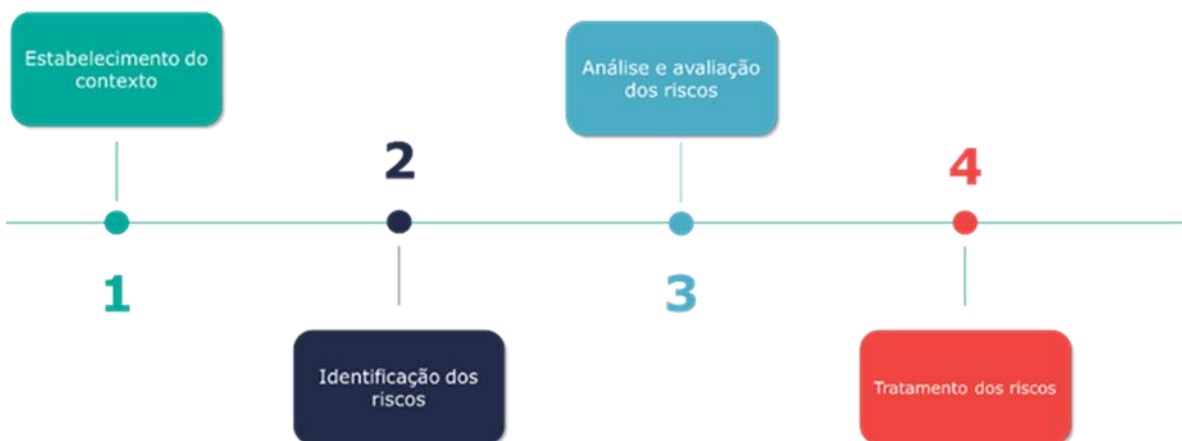 Estabelecimento do
contexto
1
2
Identificação dos
riscos
Análise e avaliação
dos riscos
3
4
Tratamento dos riscos